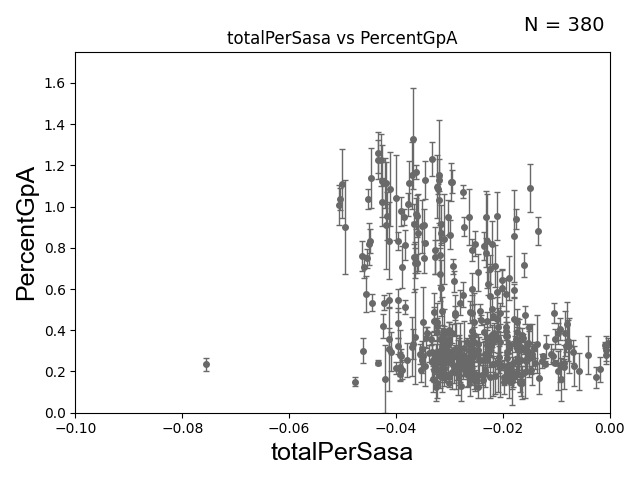 N = 380
totalPerSasa vs PercentGpA
PercentGpA
1.6
1.4
1.2
1.0
0.8
0.6
0.4
0.2
0.0
−0.10 −0.08 −0.06 −0.04 −0.02 0.00
totalPerSasa